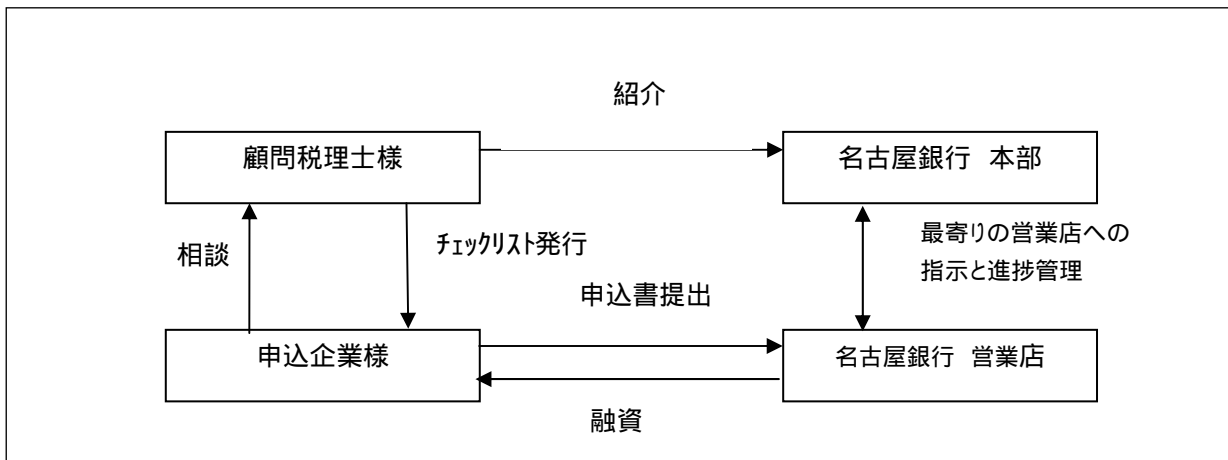 紹介
顧問税理士様
名古屋銀行 本部
相談
ﾁｪｯｸﾘｽﾄ発行
最寄りの営業店への
指示と進捗管理
申込書提出
申込企業様
名古屋銀行 営業店
融資